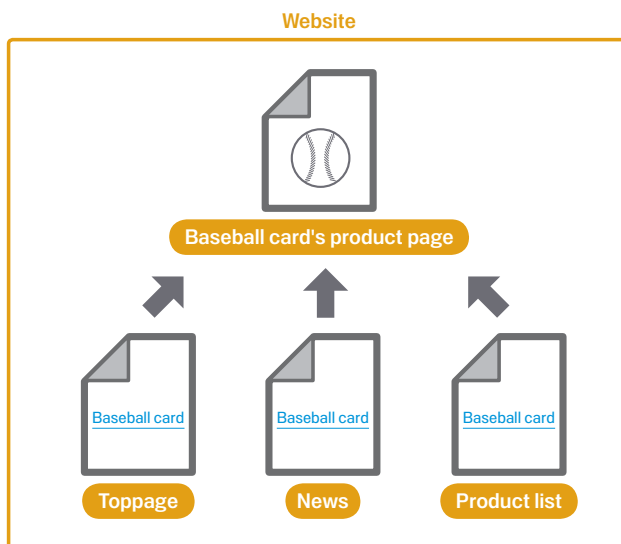 Website
Baseball card's product page
Baseball card
Baseball card
Baseball card
Toppage
News
Product list